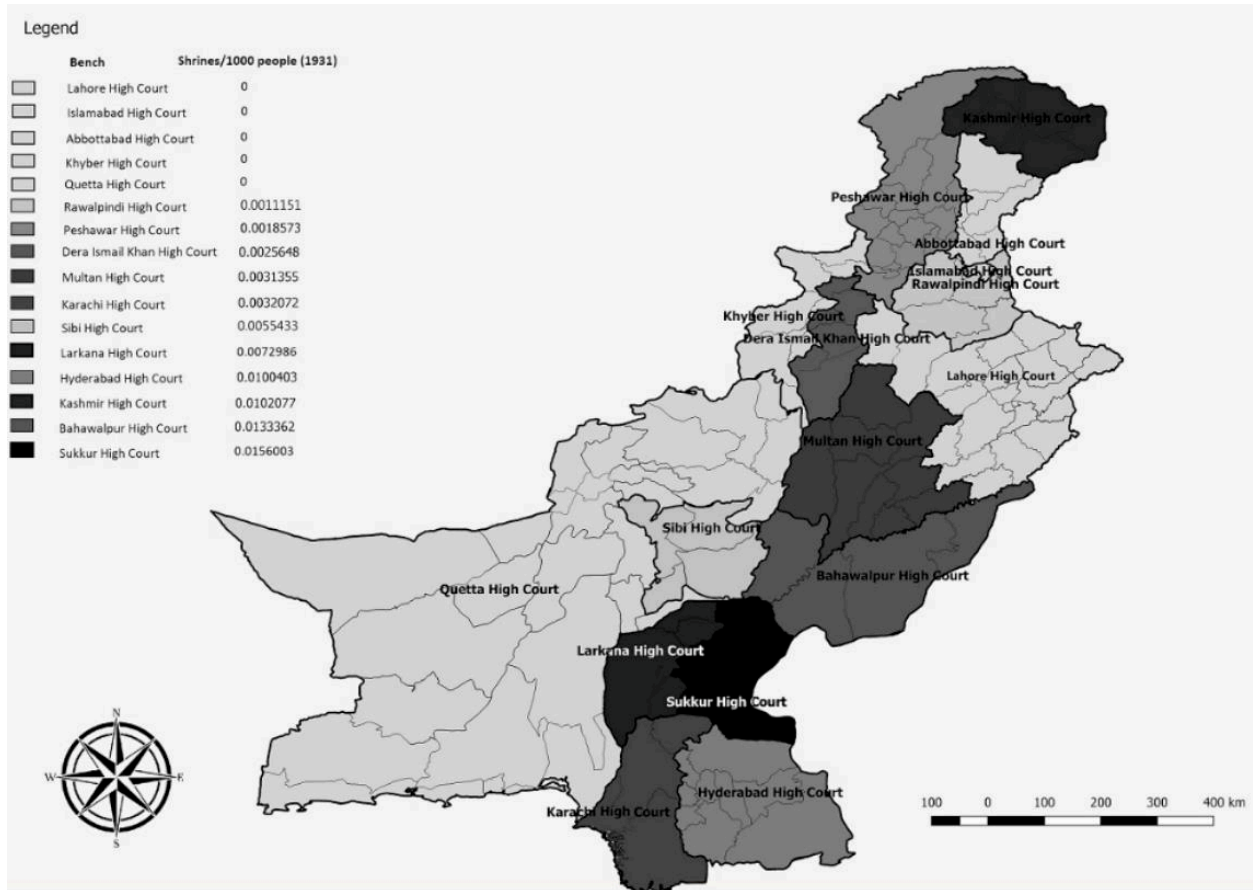 Legend
Bench Shrines/1000 people (1931)
Lahore High Court 0
Islamabad High Court 0
Abbottabad High Court 0
Khyber High Court 0
Quetta High Court 0
Rawalpindi High Court 0.0011151
Peshawar High Court 0.0018573
Dera Ismail Khan High Court 0.0025648
Multan High Court 0.0031355
Karachi High Court 0.0032072
Sibi High Court 0.0055433
Larkana High Court 0.0072986
Hyderabad High Court 0.0100403
Kashmir High Court 0.0102077
Bahawalpur High Court 0.0133362
Sukkur High Court 0.0156003
Kashmir High Court
Peshawar High Court
Abbottabad High Court
Islamabad High Court
Rawalpindi High Court
Khyber High Court
Dera Ismail Khan High Court
Lahore High Court
Multan High Court
Sibi High Court
Bahawalpur High Court
Quetta High Court
Larkana High Court
Sukkur High Court
Hyderabad High Court
Karachi High Court
N
W E
S
100 0 100 200 300 400 km